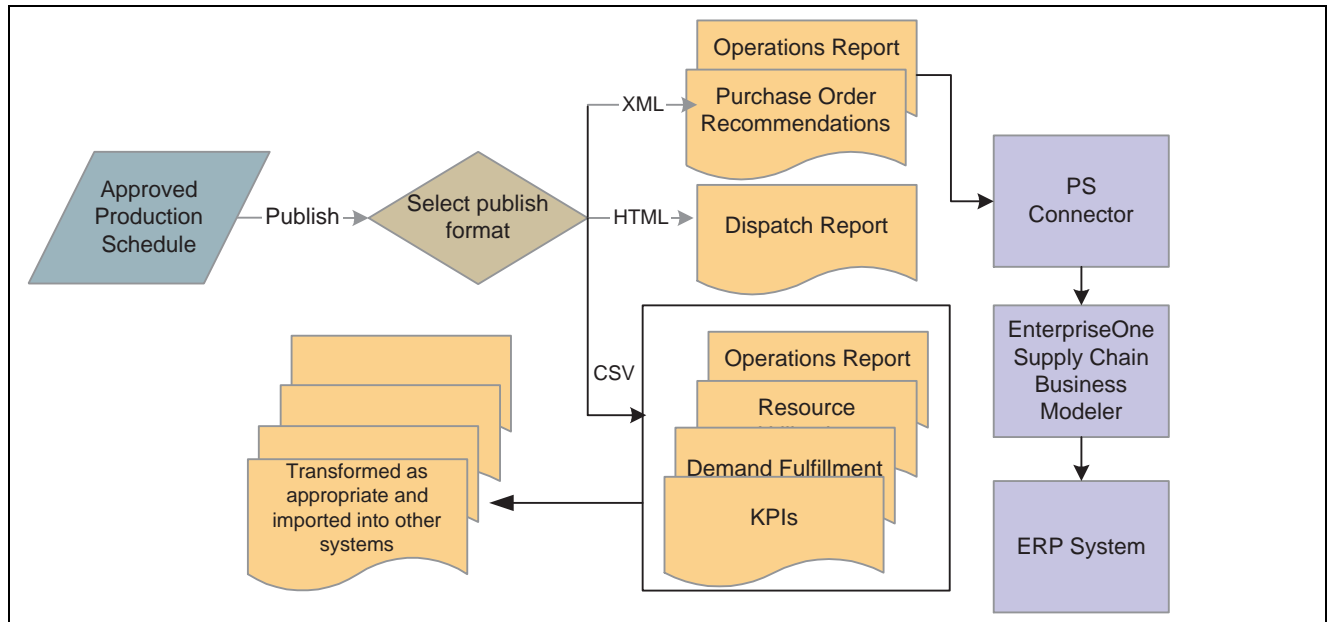 Approved
Production
Schedule
Publish
Select publish
format
XML
HTML
CSV
Operations Report
Purchase Order
Recommendations
Dispatch Report
Operations Report
Resource
Demand Fulfillment
KPIs
Transformed as
appropriate and
imported into other
systems
PS
Connector
EnterpriseOne
Supply Chain
Business
Modeler
ERP System